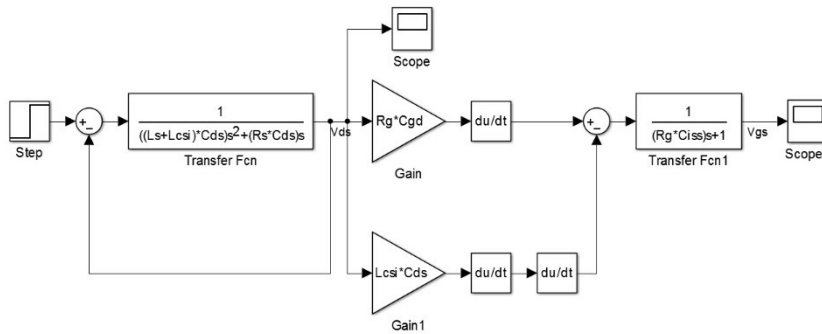 Scope
1
((Ls+Lcsi)*Cds)s²+(Rs*Cds)s
Transfer Fcn
Step
Vds
Rg*Cgd
Gain
du/dt
1
(Rg*Ciss)s+1
Transfer Fcn1
Vgs
Scope
Lcsi*Cds
Gain1
du/dt
du/dt